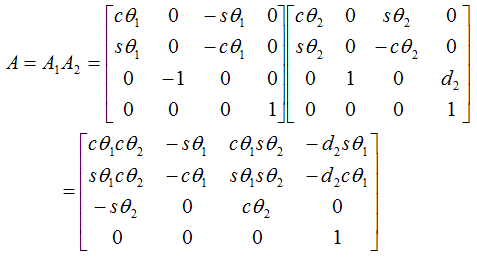 A = A₁A₂ = [cθ₁ 0 −sθ₁ 0; sθ₁ 0 −cθ₁ 0; 0 −1 0 0; 0 0 0 1] [cθ₂ 0 sθ₂ 0; sθ₂ 0 −cθ₂ 0; 0 1 0 d₂; 0 0 0 1]
= [cθ₁cθ₂ −sθ₁ cθ₁sθ₂ −d₂sθ₁; sθ₁cθ₂ −cθ₁ sθ₁sθ₂ −d₂cθ₁; −sθ₂ 0 cθ₂ 0; 0 0 0 1]